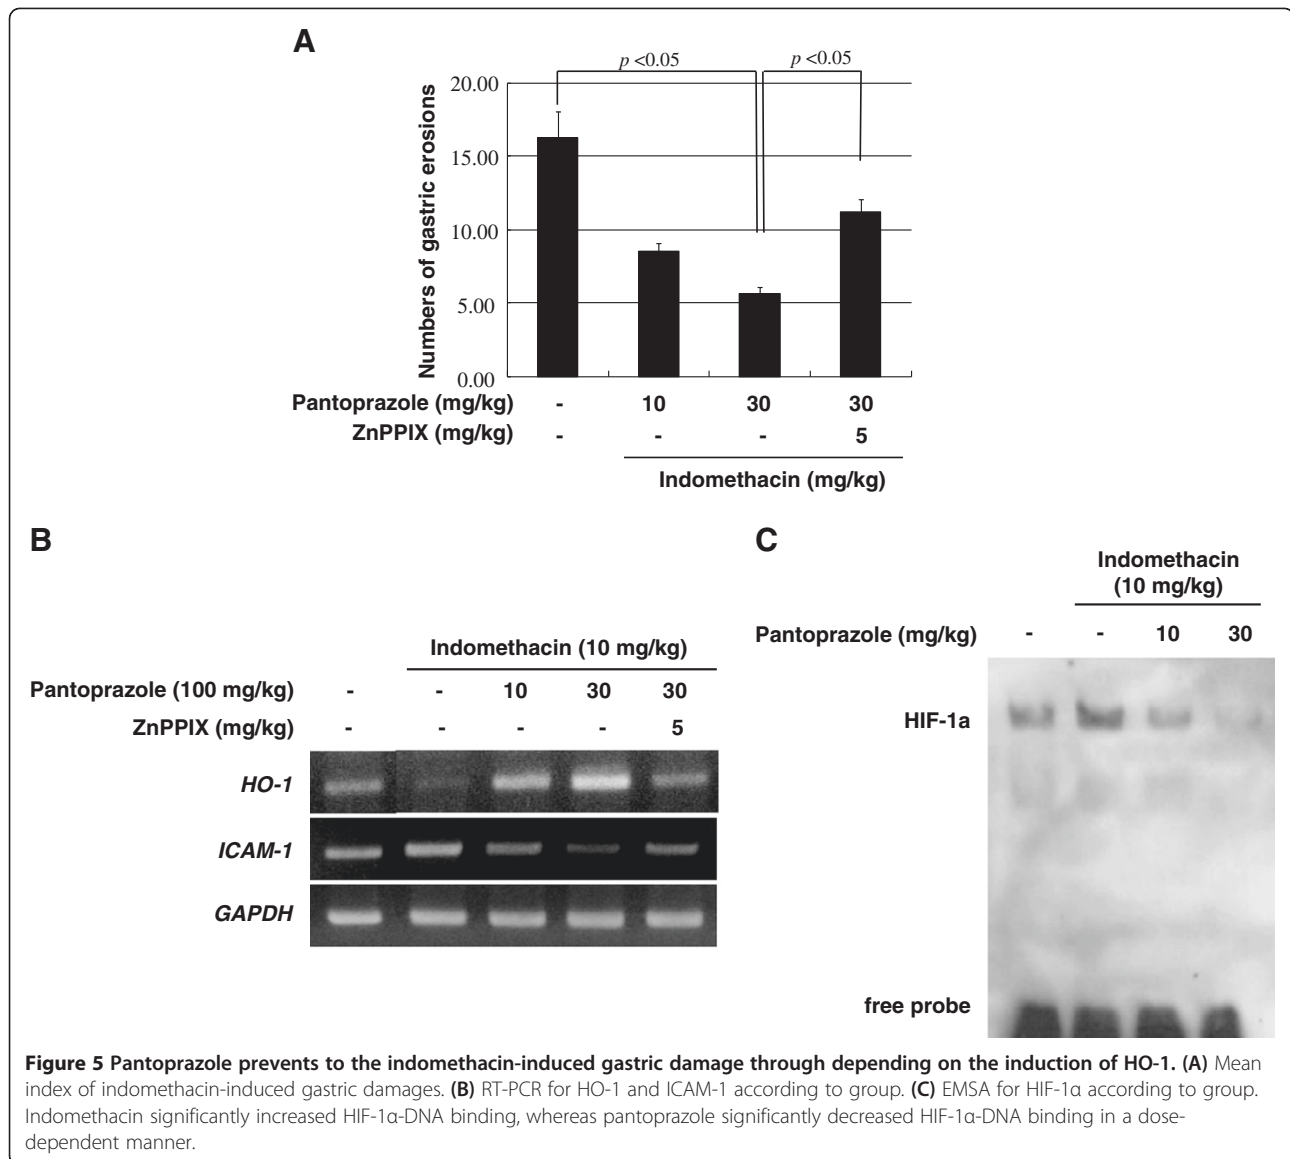 A
p <0.05
p <0.05
Numbers of gastric erosions
20.00
15.00
10.00
5.00
0.00
Pantoprazole (mg/kg) - 10 30 30
ZnPPIX (mg/kg) - - - 5
Indomethacin (mg/kg)
B
Indomethacin (10 mg/kg)
Pantoprazole (100 mg/kg) - - 10 30 30
ZnPPIX (mg/kg) - - - - 5
HO-1
ICAM-1
GAPDH
C
Indomethacin
(10 mg/kg)
Pantoprazole (mg/kg) - - 10 30
HIF-1a
free probe
Figure 5 Pantoprazole prevents to the indomethacin-induced gastric damage through depending on the induction of HO-1. (A) Mean
index of indomethacin-induced gastric damages. (B) RT-PCR for HO-1 and ICAM-1 according to group. (C) EMSA for HIF-1α according to group.
Indomethacin significantly increased HIF-1α-DNA binding, whereas pantoprazole significantly decreased HIF-1α-DNA binding in a dose-
dependent manner.